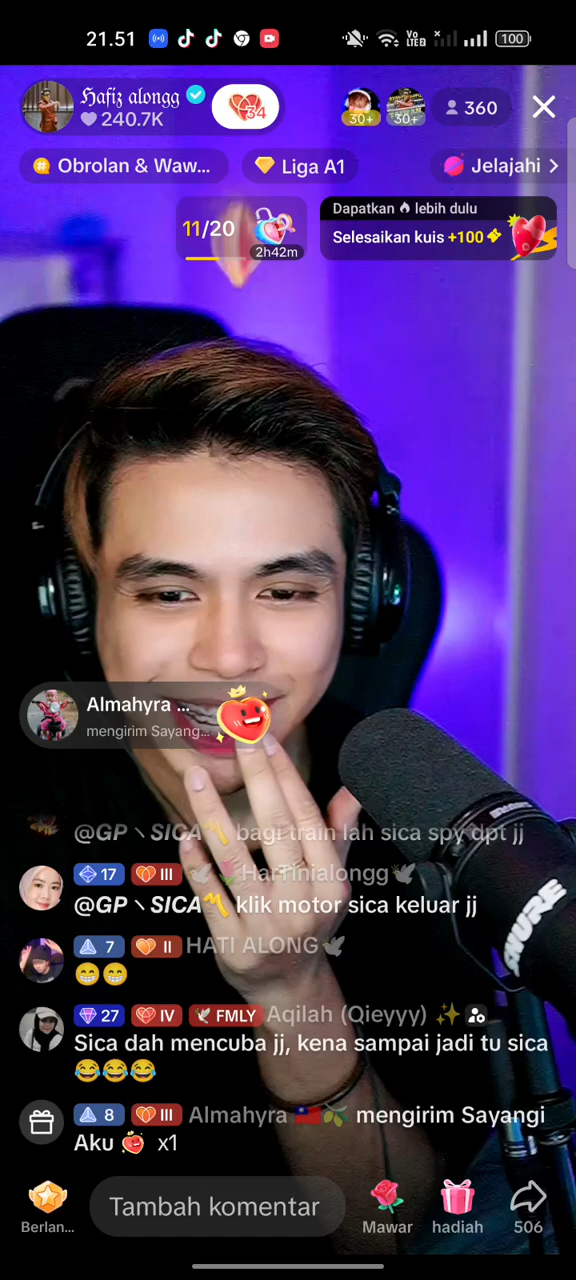 21.51
Vo
LTE2
100
Hafiz alongg
240.7K
34
30+
30+
360
Obrolan & Waw...
Liga A1
Jelajahi
11/20
2h42m
Dapatkan 🔥 lebih dulu
Selesaikan kuis +100
Almahyra ...
mengirim Sayang...
@GP丶SICA〽️ bagi train lah sica spy dpt jj
17 III 🕊️🌷HarTinialongg🕊️
@GP丶SICA〽️ klik motor sica keluar jj
7 II HATI ALONG🕊️
😁😁
27 IV FMLY Aqilah (Qieyyy) ✨
Sica dah mencuba jj, kena sampai jadi tu sica
😂😂😂
8 III Almahyra 🇹🇼🫒 mengirim Sayangi
Aku x1
SHURE
Berlan...
Tambah komentar
Mawar
hadiah
506